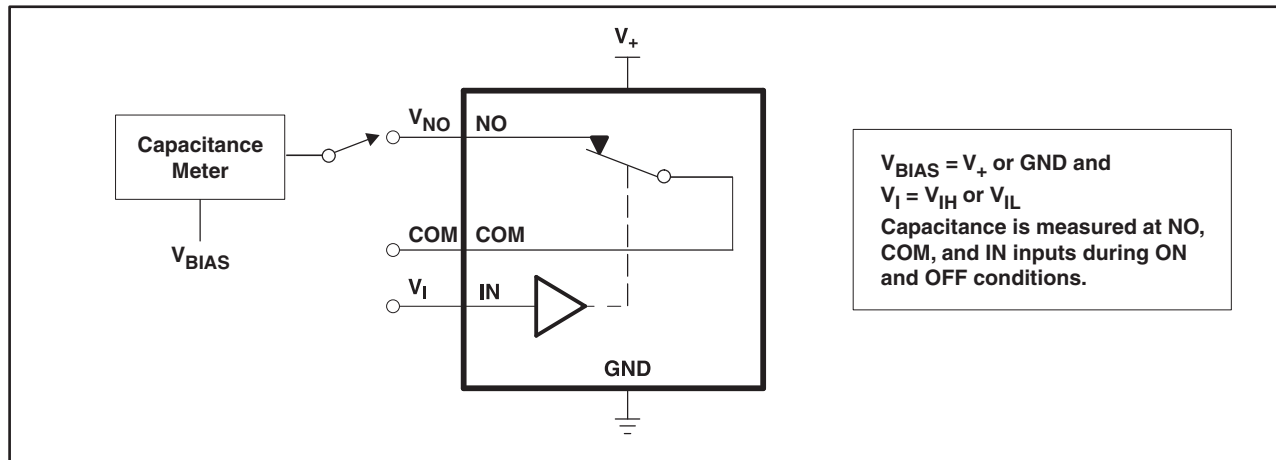 V+
VNO NO
Capacitance
Meter
VBIAS
COM COM
VI IN
GND
VBIAS = V+ or GND and
VI = VIH or VIL
Capacitance is measured at NO,
COM, and IN inputs during ON
and OFF conditions.